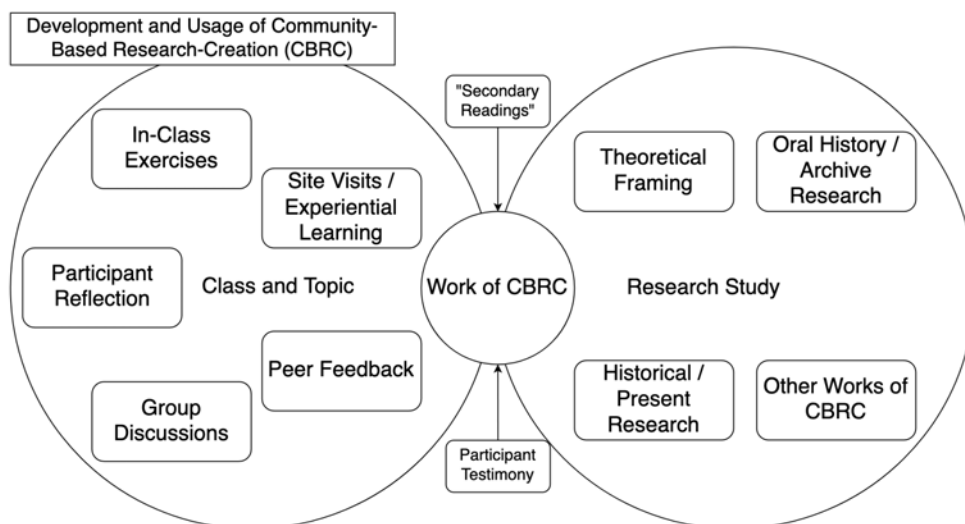 Development and Usage of Community-
Based Research-Creation (CBRC)
In-Class
Exercises
Site Visits /
Experiential
Learning
Participant
Reflection
Class and Topic
Peer Feedback
Group
Discussions
"Secondary
Readings"
Work of CBRC
Participant
Testimony
Theoretical
Framing
Oral History /
Archive
Research
Research Study
Historical /
Present
Research
Other Works of
CBRC